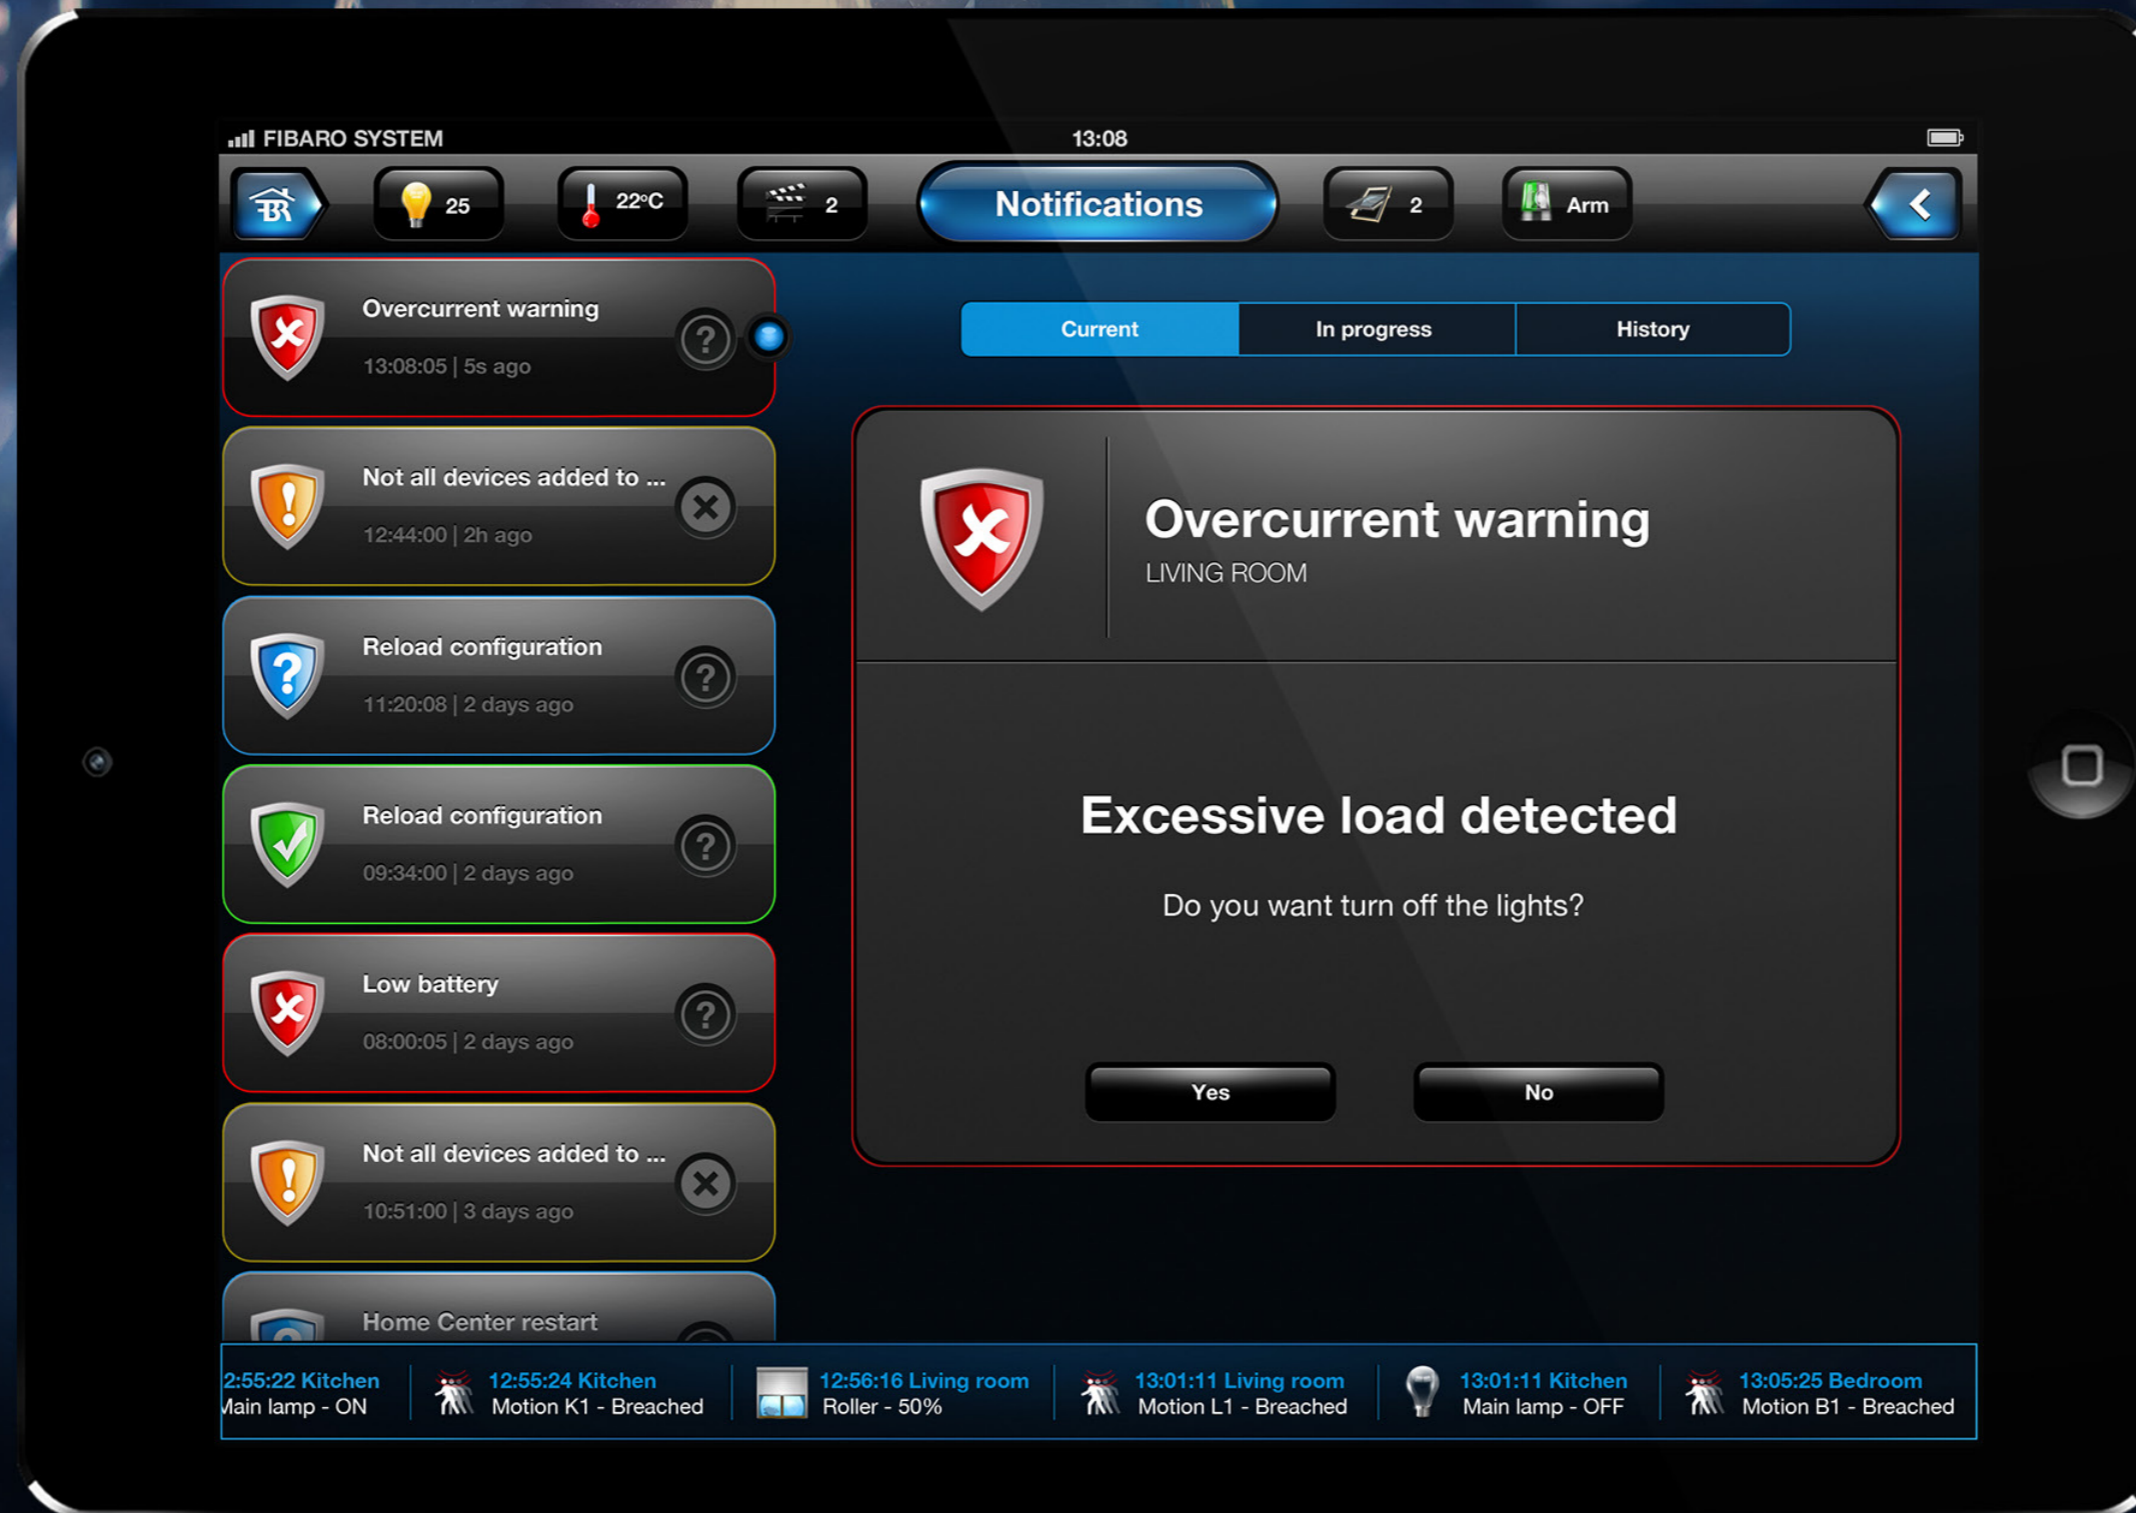 FIBARO SYSTEM
13:08
25
22°C
2
Notifications
2
Arm
Overcurrent warning
13:08:05 | 5s ago
Not all devices added to ...
12:44:00 | 2h ago
Reload configuration
11:20:08 | 2 days ago
Reload configuration
09:34:00 | 2 days ago
Low battery
08:00:05 | 2 days ago
Not all devices added to ...
10:51:00 | 3 days ago
Home Center restart
Current
In progress
History
Overcurrent warning
LIVING ROOM
Excessive load detected
Do you want turn off the lights?
Yes
No
2:55:22 Kitchen
Main lamp - ON
12:55:24 Kitchen
Motion K1 - Breached
12:56:16 Living room
Roller - 50%
13:01:11 Living room
Motion L1 - Breached
13:01:11 Kitchen
Main lamp - OFF
13:05:25 Bedroom
Motion B1 - Breached